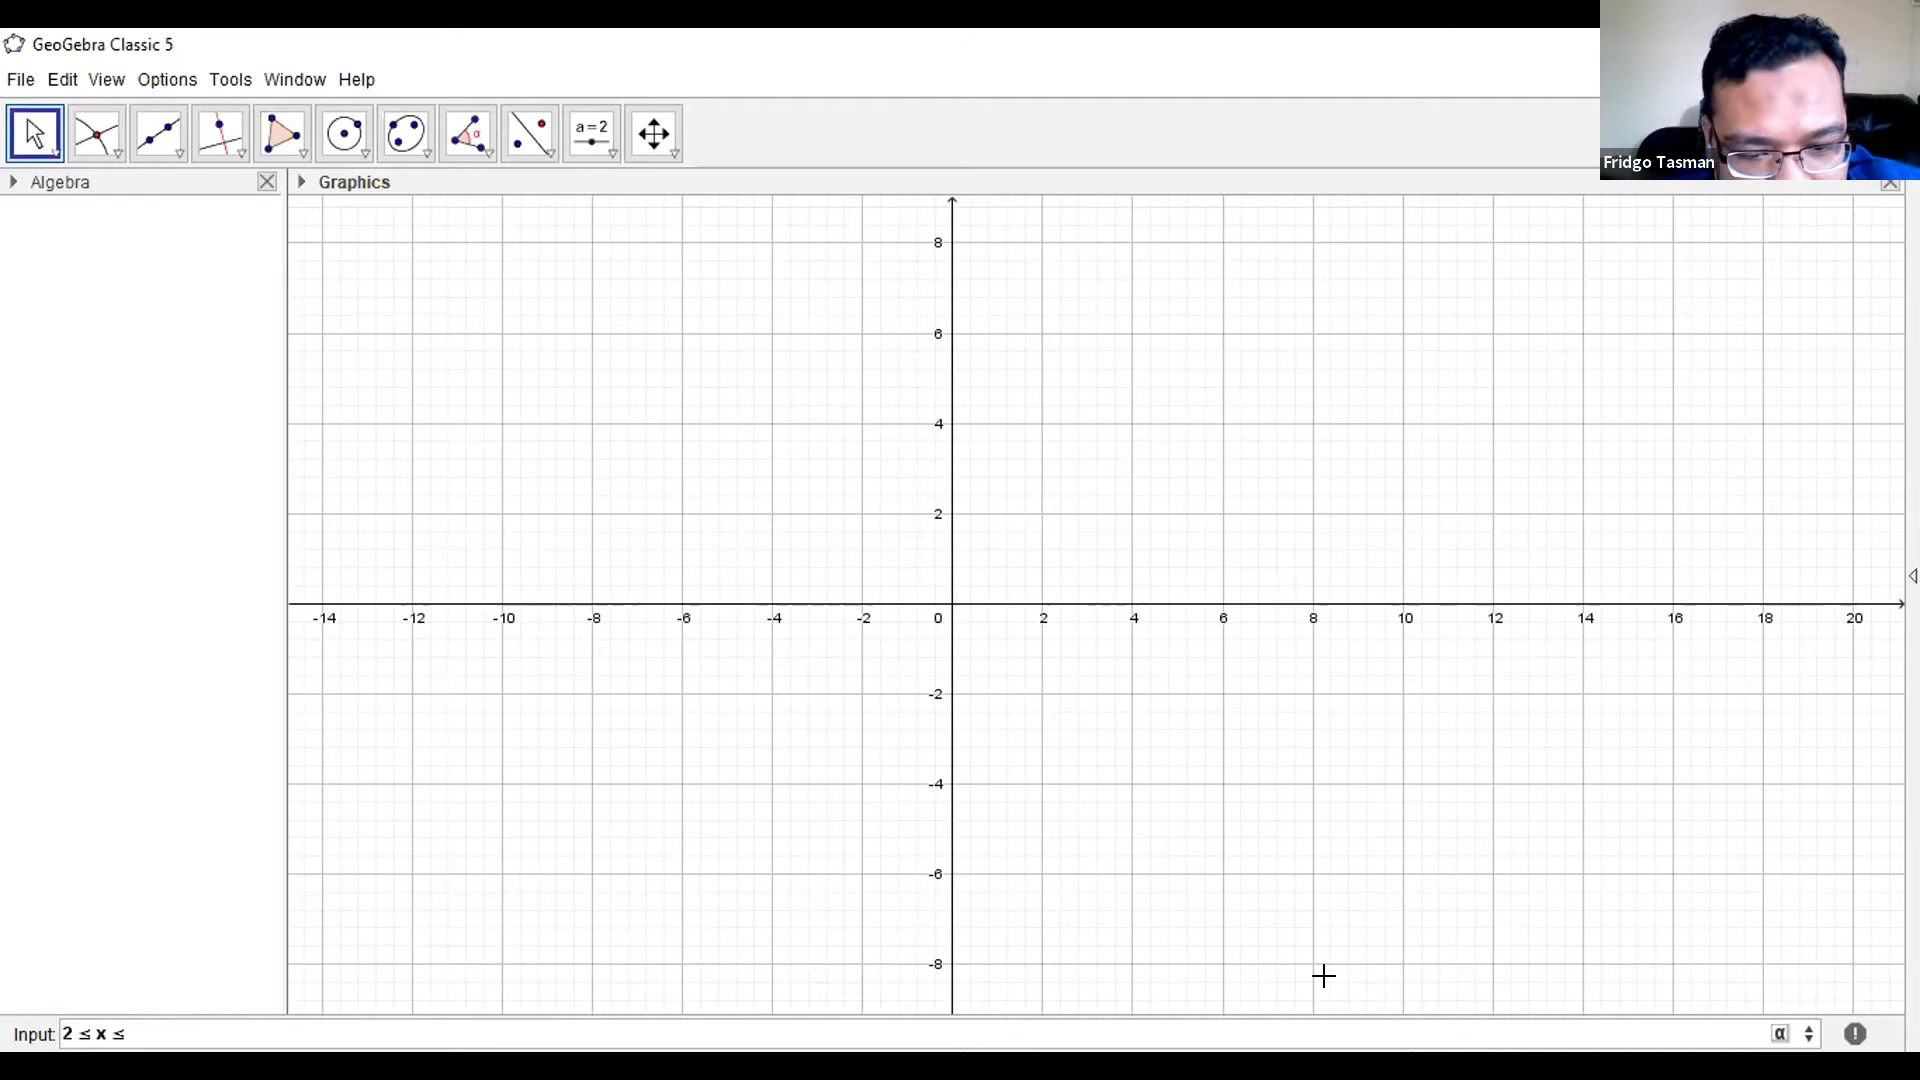 GeoGebra Classic 5
File Edit View Options Tools Window Help
α
a=2
Fridgo Tasman
Algebra
Graphics
8
6
4
2
-14 -12 -10 -8 -6 -4 -2 0 2 4 6 8 10 12 14 16 18 20
-2
-4
-6
-8
Input: 2 ≤ x ≤
α